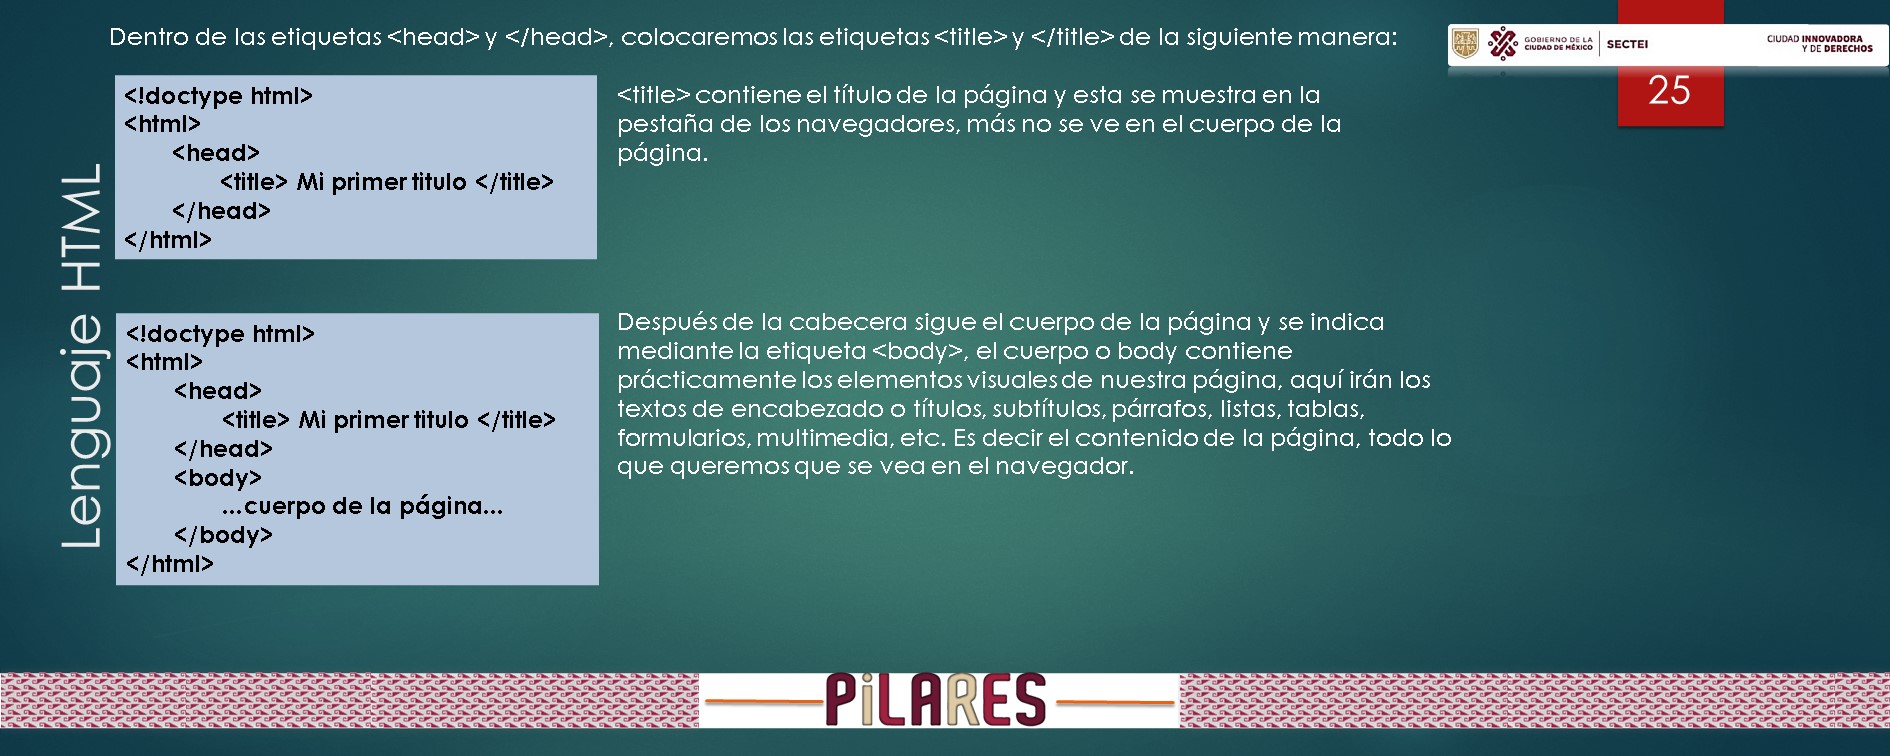 Dentro de las etiquetas <head> y </head>, colocaremos las etiquetas <title> y </title> de la siguiente manera:
GOBIERNO DE LA
CIUDAD DE MÉXICO
SECTEI
CIUDAD INNOVADORA
Y DE DERECHOS
25
Lenguaje HTML
<!doctype html>
<html>
<head>
<title> Mi primer titulo </title>
</head>
</html>
<title> contiene el título de la página y esta se muestra en la
pestaña de los navegadores, más no se ve en el cuerpo de la
página.
<!doctype html>
<html>
<head>
<title> Mi primer titulo </title>
</head>
<body>
...cuerpo de la página...
</body>
</html>
Después de la cabecera sigue el cuerpo de la página y se indica
mediante la etiqueta <body>, el cuerpo o body contiene
prácticamente los elementos visuales de nuestra página, aquí irán los
textos de encabezado o títulos, subtítulos, párrafos, listas, tablas,
formularios, multimedia, etc. Es decir el contenido de la página, todo lo
que queremos que se vea en el navegador.
PiLARES